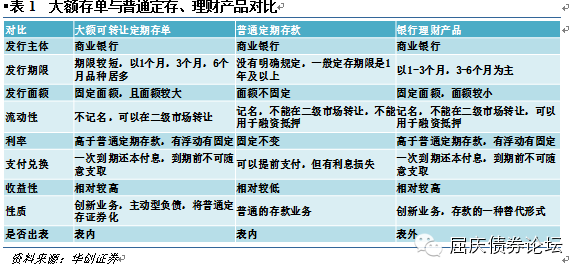 表 1 大额存单与普通定存、理财产品对比
对比 大额可转让定期存单 普通定期存款 银行理财产品
发行主体 商业银行 商业银行 商业银行
发行期限 期限较短，以1个月，3个月，6个月品种居多 没有明确规定，一般定存期限是1年及以上 以1-3个月，3-6个月为主
发行面额 固定面额，且面额较大 面额不固定 固定面额，面额较小
流动性 不记名，可以在二级市场转让 记名，不能在二级市场转让，不能用于融资抵押 记名，不能在二级市场转让，可以用于融资抵押
利率 高于普通定期存款，有浮动有固定 固定不变 高于普通定期存款，有浮动有固定
支付兑换 一次到期还本付息，到期前不可随意支取 可以提前支付，但有利息损失 一次到期还本付息，到期前不可随意支取
收益性 相对较高 相对较低 相对较高
性质 创新业务，主动型负债，将普通定存证券化 普通的存款业务 创新业务，存款的一种替代形式
是否出表 表内 表内 表外
资料来源：华创证券
屈庆债券论坛